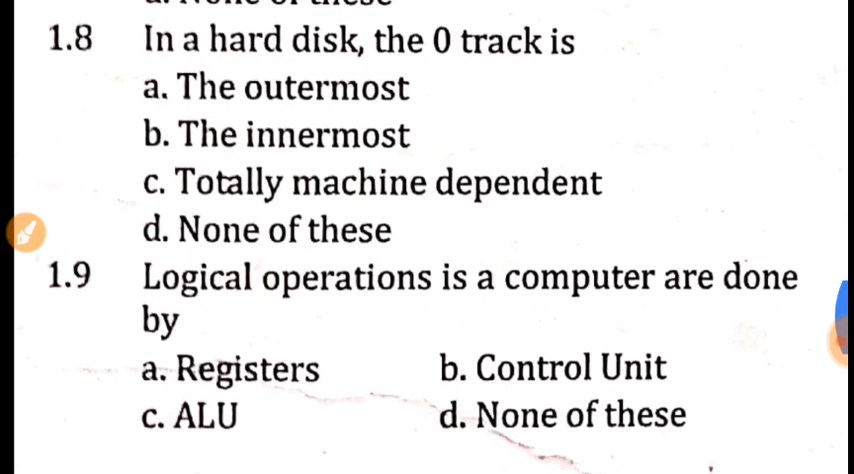 1.8 In a hard disk, the 0 track is
a. The outermost
b. The innermost
c. Totally machine dependent
d. None of these
1.9 Logical operations is a computer are done
by
a. Registers b. Control Unit
c. ALU d. None of these